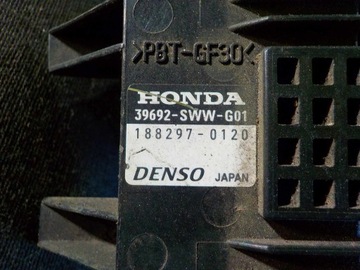 >PBT-GF30<
HONDA
39692-SWW-G01
188297-0120
DENSO JAPAN